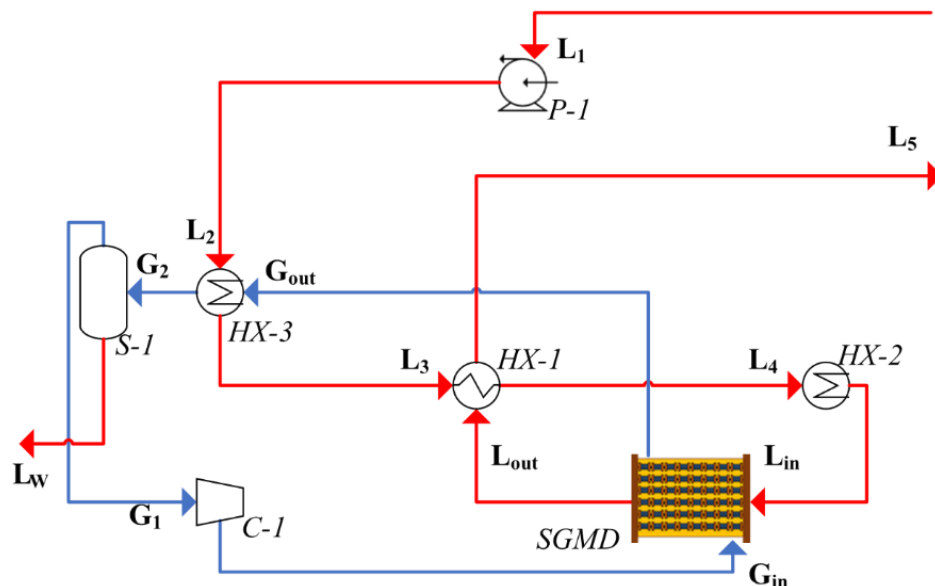 L₁
P-1
L₅
L₂
G₂
Gout
S-1
HX-3
L₃
HX-1
L₄
HX-2
Lout
Lin
LW
G₁
C-1
SGMD
Gin